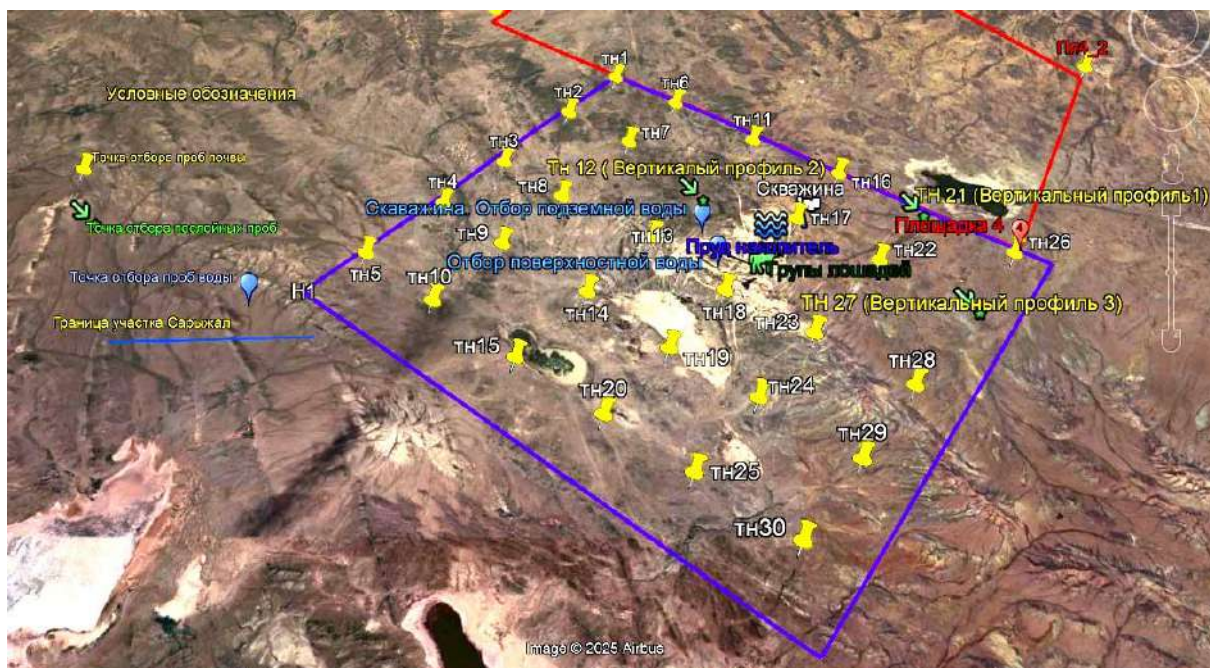 Пл4_2
тн1
тн6
Условные обозначения
тн2
тн11
тн3
тн7
Точка отбора проб почвы
Тн 12 ( Вертикалый профиль 2)
тн4
тн8
тн16
Скважина
ТН 21 (Вертикальный профиль1)
Скаважина. Отбор подземной воды
тн17
Точка отбора послойных проб
Площадка 4
4
тн9
тн13
Пруд накопитель
тн22
тн26
тн5
Отбор поверхностной воды
Групы лошадей
Точка отбора проб воды
Н1
тн10
тн14
тн18
ТН 27 (Вертикальный профиль 3)
Граница участка Сарыжал
тн23
тн15
тн19
тн28
тн24
тн20
тн29
тн25
тн30
Image © 2025 Airbus